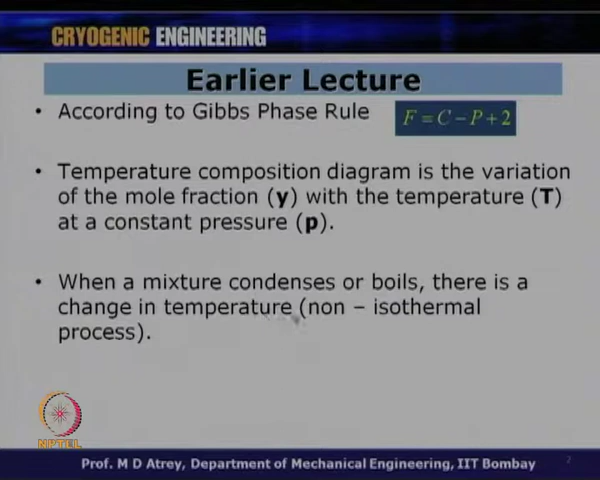 CRYOGENIC ENGINEERING
Earlier Lecture
• According to Gibbs Phase Rule F = C – P + 2
• Temperature composition diagram is the variation
of the mole fraction (y) with the temperature (T)
at a constant pressure (p).
• When a mixture condenses or boils, there is a
change in temperature (non – isothermal
process).
NPTEL
Prof. M D Atrey, Department of Mechanical Engineering, IIT Bombay
2